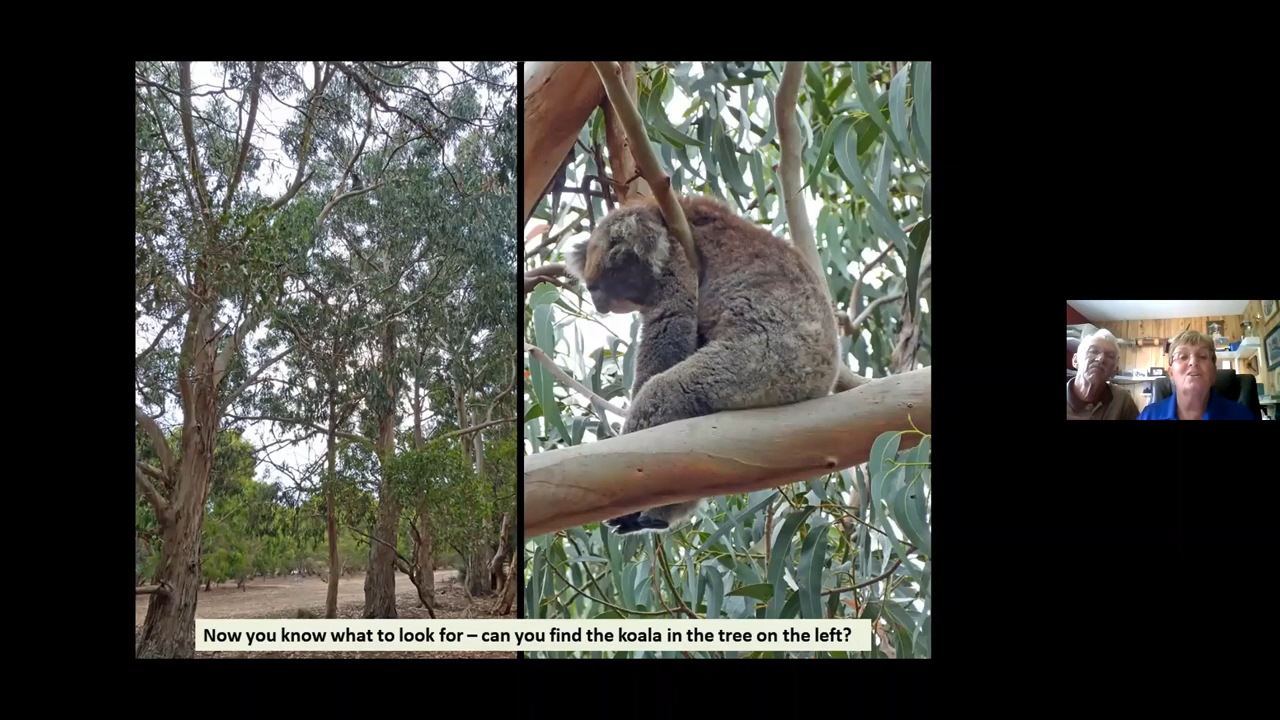 Now you know what to look for – can you find the koala in the tree on the left?